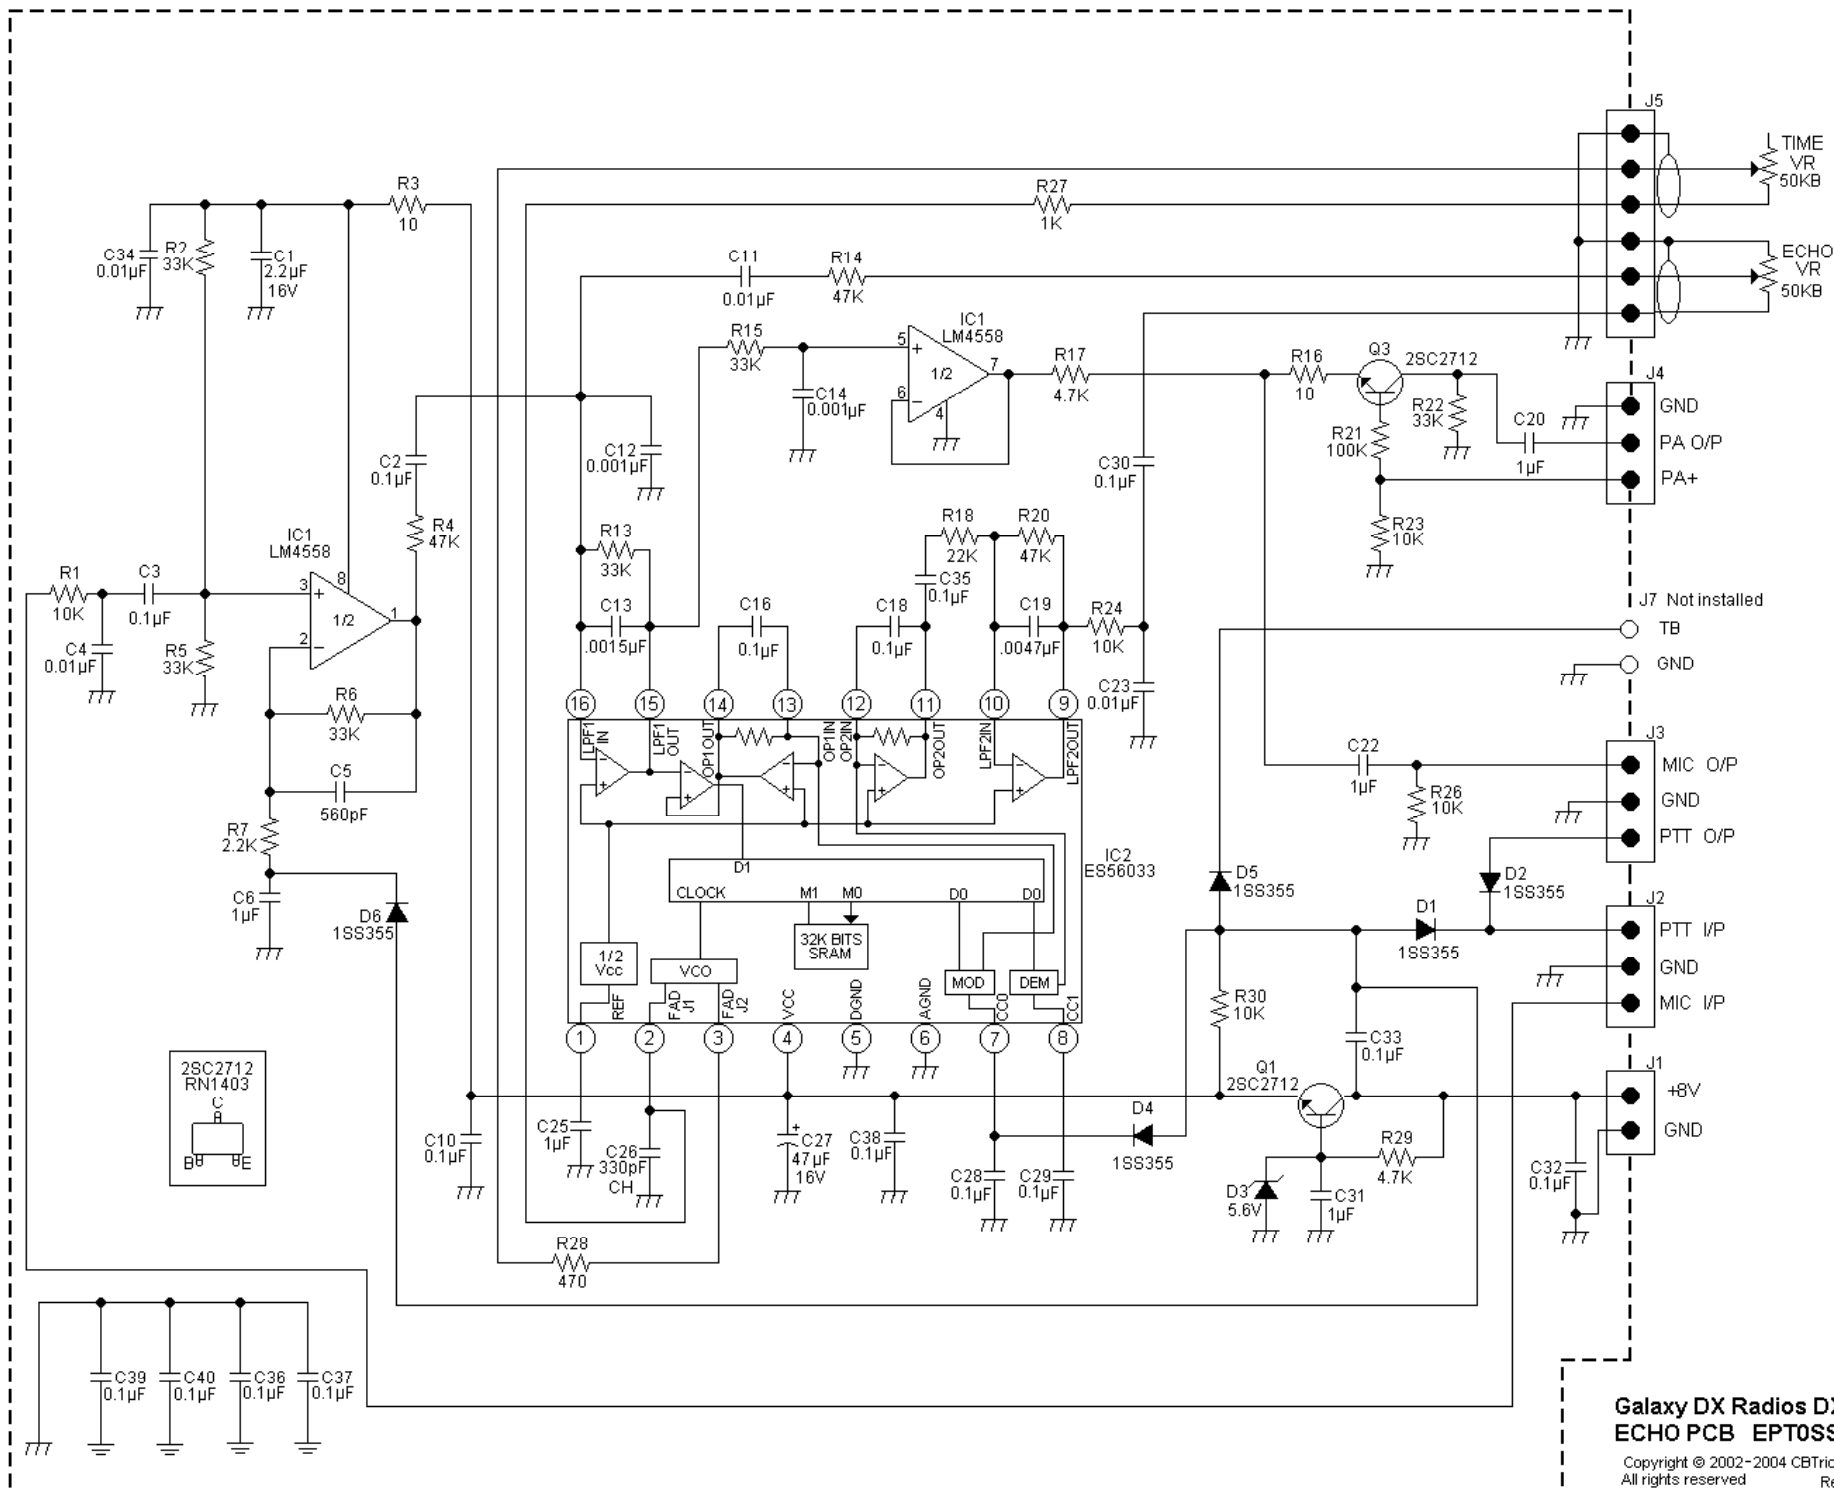 J5
TIME
VR
50KB
R27
1K
R3
10
C34
0.01µF
R2
33K
C1
2.2µF
16V
C11
0.01µF
R14
47K
ECHO
VR
50KB
R15
33K
C14
0.001µF
IC1
LM4558
5
+
1/2
7
6
−
4
R17
4.7K
R16
10
Q3
2SC2712
R22
33K
R21
100K
C20
1µF
R23
10K
J4
GND
PA O/P
PA+
C2
0.1µF
C12
0.001µF
C30
0.1µF
R4
47K
R18
22K
R20
47K
R13
33K
C35
0.1µF
IC1
LM4558
R1
10K
C3
0.1µF
C4
0.01µF
R5
33K
3
+
8
1/2
1
2
−
C13
.0015µF
C16
0.1µF
C18
0.1µF
C19
.0047µF
R24
10K
C23
0.01µF
J7 Not installed
TB
GND
R6
33K
C5
560pF
R7
2.2K
C6
1µF
D6
1SS355
16
15
14
13
12
11
10
9
LPF1
IN
LPF1
OUT
OP1OUT
OP1IN
OP2IN
OP2OUT
LPF2IN
LPF2OUT
IC2
ES56033
D1
CLOCK
M1
M0
D0
D0
32K BITS
SRAM
1/2
Vcc
VCO
MOD
DEM
REF
FAD
J1
FAD
J2
VCC
DGND
AGND
CC0
CC1
1
2
3
4
5
6
7
8
C22
1µF
R26
10K
J3
MIC O/P
GND
PTT O/P
D5
1SS355
D2
1SS355
D1
1SS355
J2
PTT I/P
GND
MIC I/P
R30
10K
C33
0.1µF
Q1
2SC2712
J1
+8V
GND
2SC2712
RN1403
C
B
E
C10
0.1µF
C25
1µF
C26
330pF
CH
+
C27
47µF
16V
C38
0.1µF
C28
0.1µF
C29
0.1µF
D4
1SS355
D3
5.6V
C31
1µF
R29
4.7K
C32
0.1µF
R28
470
C39
0.1µF
C40
0.1µF
C36
0.1µF
C37
0.1µF
Galaxy DX Radios
ECHO PCB
Copyright © 2002-2004
All rights reserved